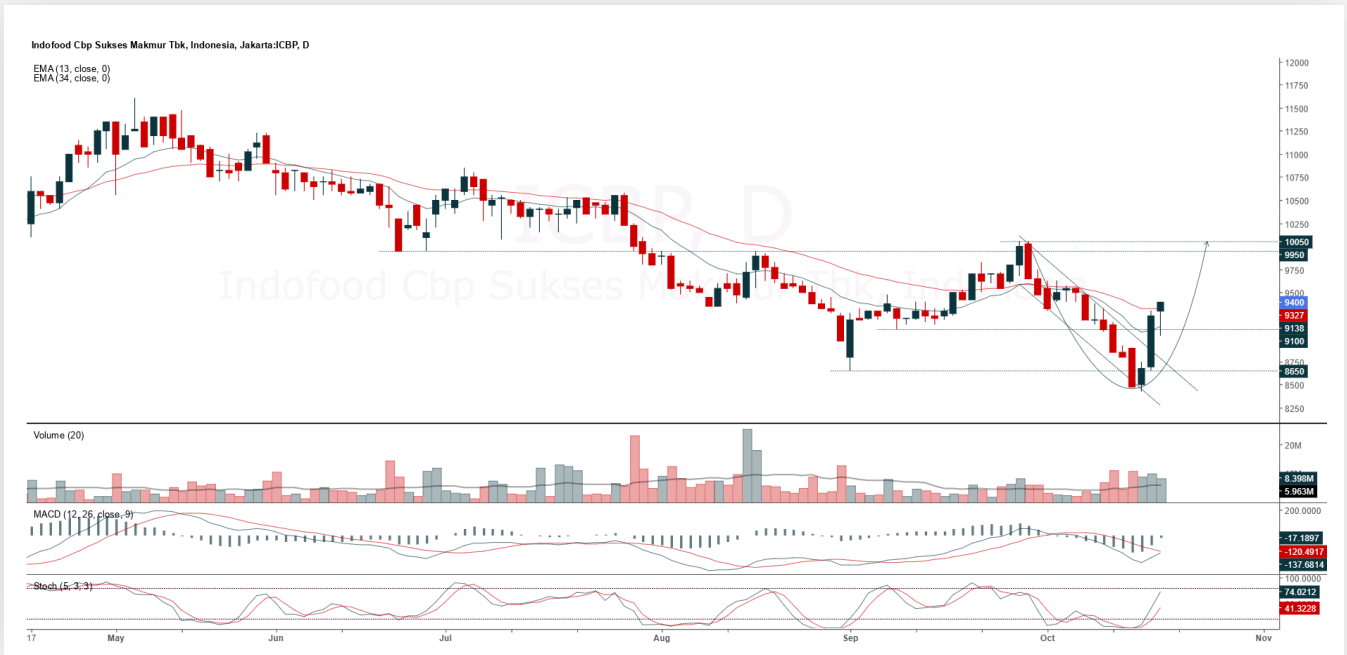 Indofood Cbp Sukses Makmur Tbk, Indonesia, Jakarta:ICBP, D
EMA (13, close, 0)
EMA (34, close, 0)
ICBP, D
Indofood Cbp Sukses Makmur Tbk, Indonesia
12000
11750
11500
11250
11000
10750
10500
10250
10050
9950
9750
9500
9400
9327
9138
9100
8750
8650
8500
8250
Volume (20)
20M
8.398M
5.963M
MACD (12, 26, close, 9)
200.0000
-17.1897
-120.4917
-137.6814
Stoch (5, 3, 3)
100.0000
74.0212
41.3228
17 May Jun Jul Aug Sep Oct Nov